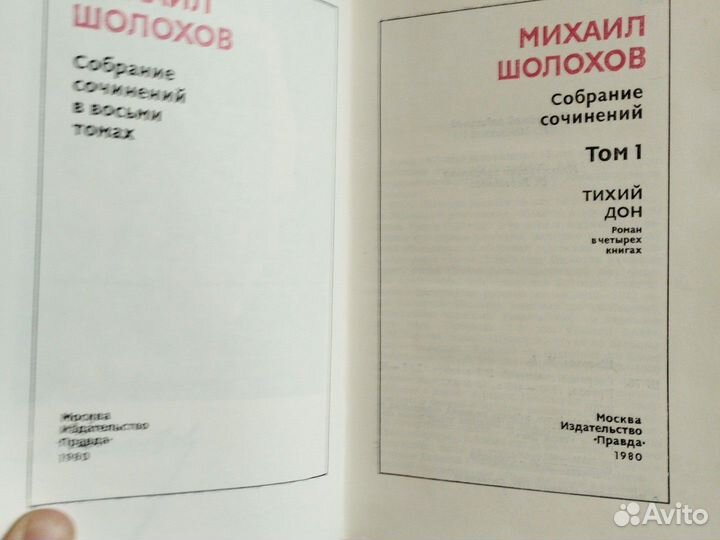 МИХАИЛ
ШОЛОХОВ
Собрание
сочинений
в восьми
томах
Москва
Издательство
«Правда»
1980
МИХАИЛ
ШОЛОХОВ
Собрание
сочинений
Том 1
ТИХИЙ
ДОН
Роман
в четырех
книгах
Москва
Издательство
«Правда»
1980
Avito